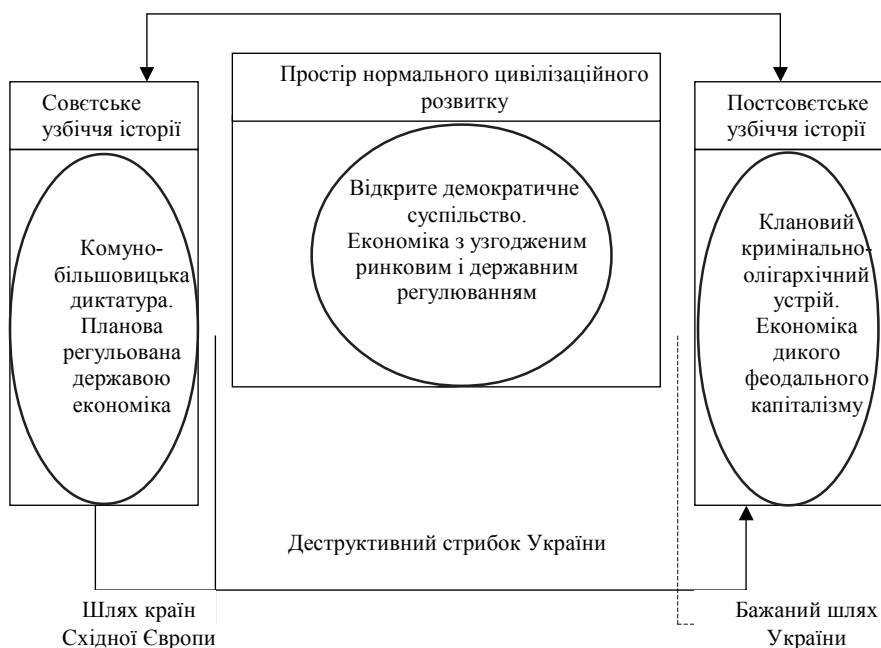 Простір нормального цивілізаційного
розвитку
Совєтське
узбіччя історії
Постсовєтське
узбіччя історії
Відкрите демократичне
суспільство.
Економіка з узгодженим
ринковим і державним
регулюванням
Комуно-
більшовицька
диктатура.
Планова
регульована
державою
економіка
Клановий
кримінально-
олігархічний
устрій.
Економіка
дикого
феодального
капіталізму
Деструктивний стрибок України
Шлях країн
Східної Європи
Бажаний шлях
України